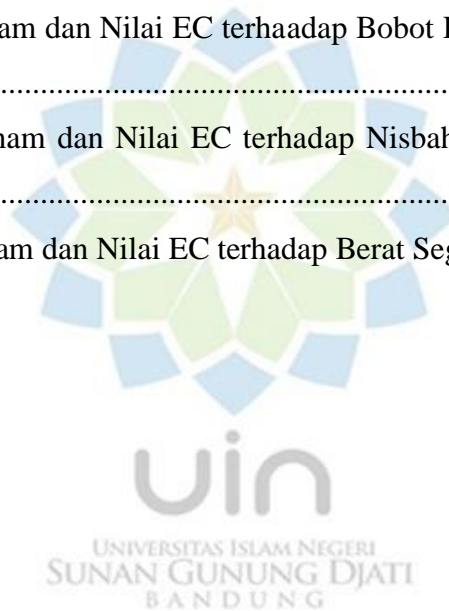 am dan Nilai EC terhaadap Bobot
...............................................................
nam dan Nilai EC terhadap Nisbah
...............................................................
am dan Nilai EC terhadap Berat Seg
uin
UNIVERSITAS ISLAM NEGERI
SUNAN GUNUNG DJATI
BANDUNG